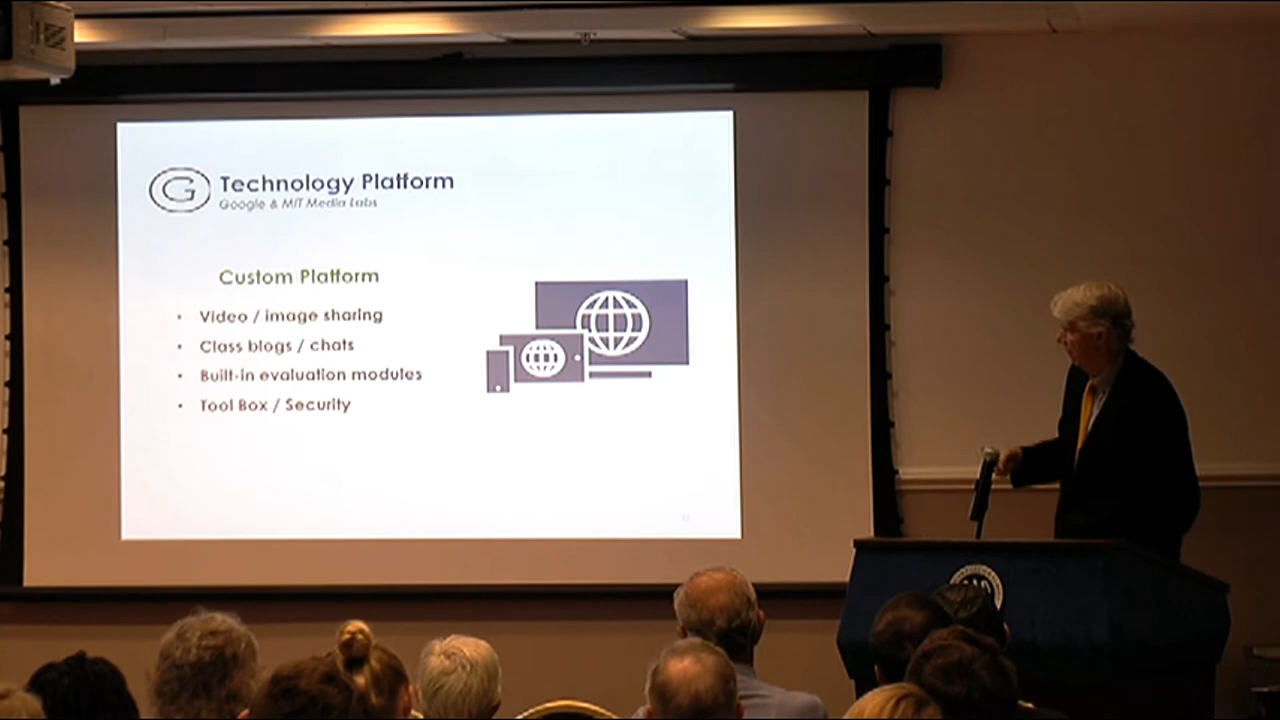 G
Technology Platform
Google & MIT Media Labs
Custom Platform
• Video / image sharing
• Class blogs / chats
• Built-in evaluation modules
• Tool Box / Security